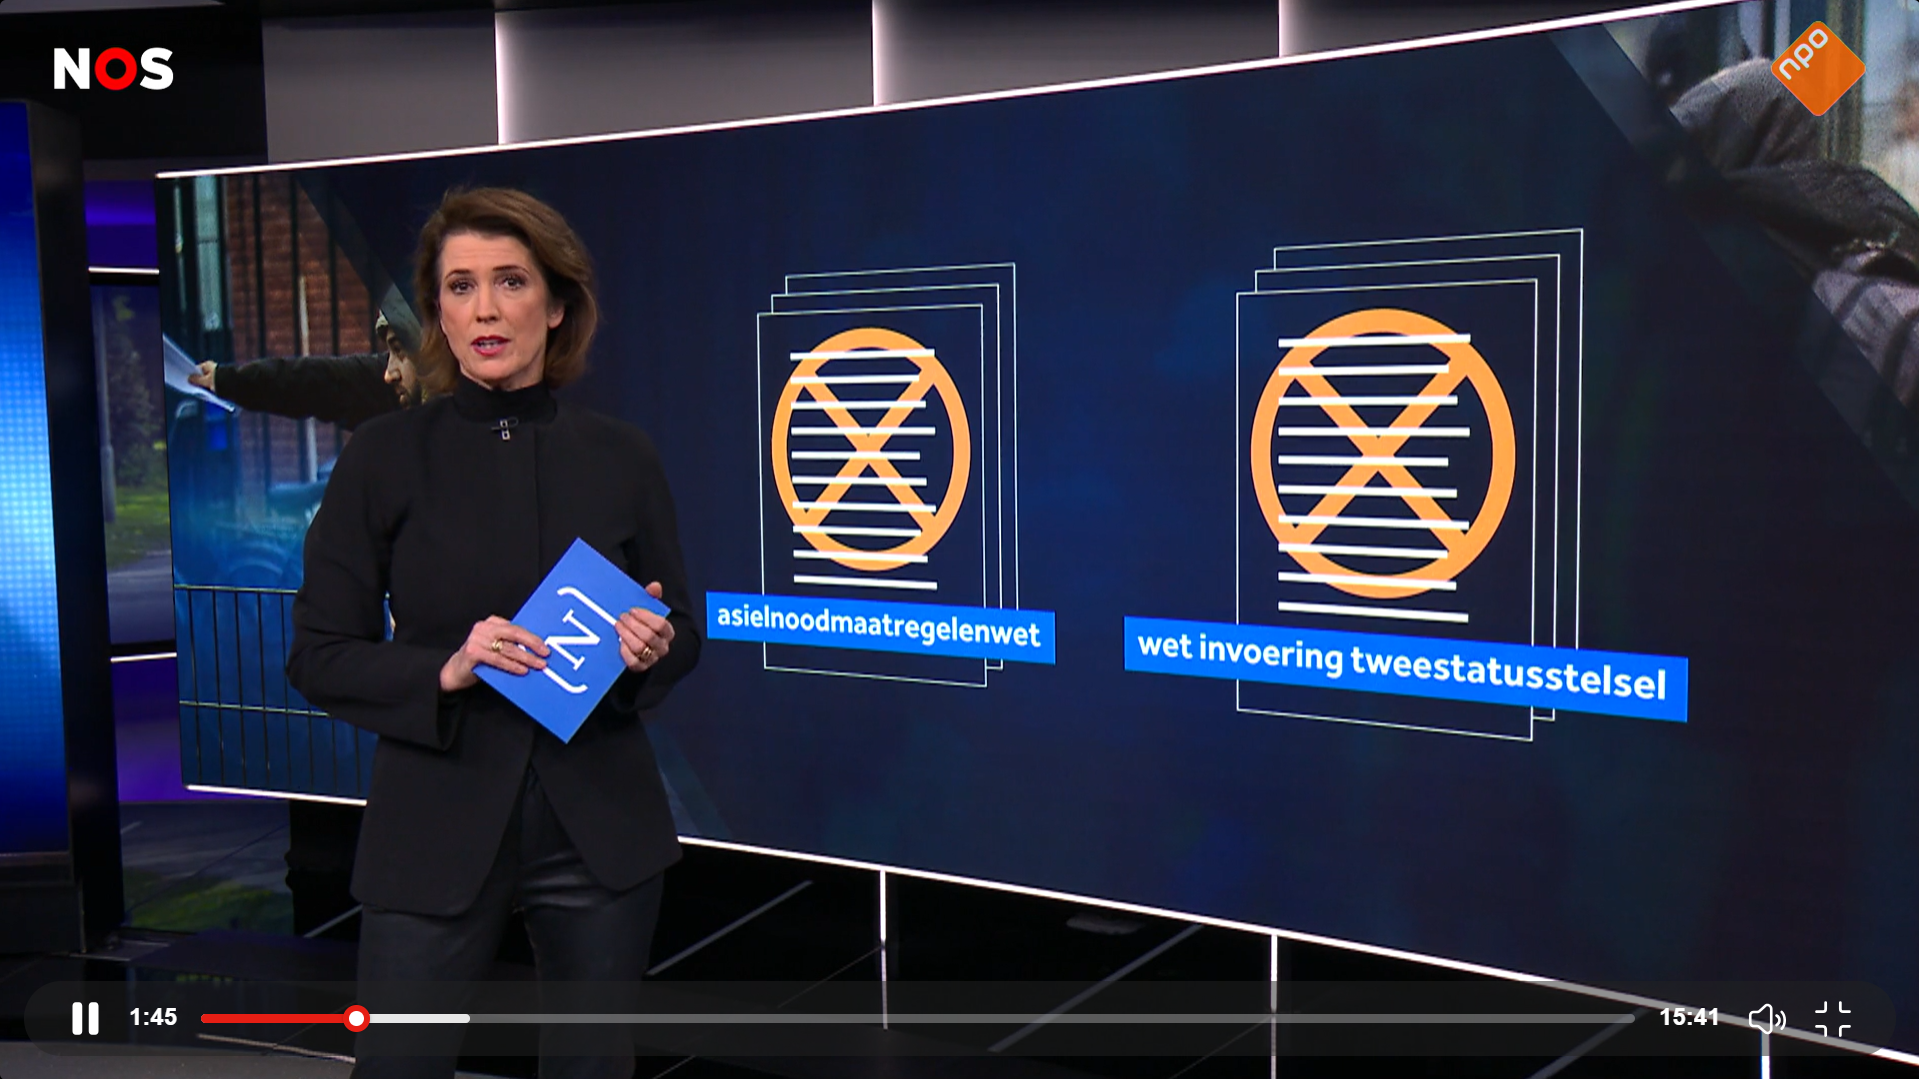 NOS
npo
asielnoodmaatregelenwet
wet invoering tweestatusstelsel
N
1:45
15:41